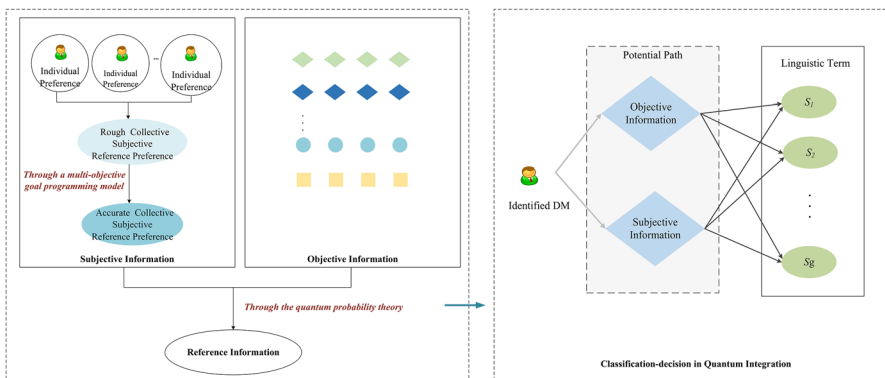 Individual
Preference
Individual
Preference
...
Individual
Preference
Rough Collective
Subjective
Reference Preference
Through a multi-objective
goal programming model
Accurate Collective
Subjective
Reference Preference
Subjective Information
Objective Information
Through the quantum probability theory
Reference Information
Potential Path
Objective
Information
Subjective
Information
Identified DM
Linguistic Term
S1
S2
Sg
Classification-decision in Quantum Integration